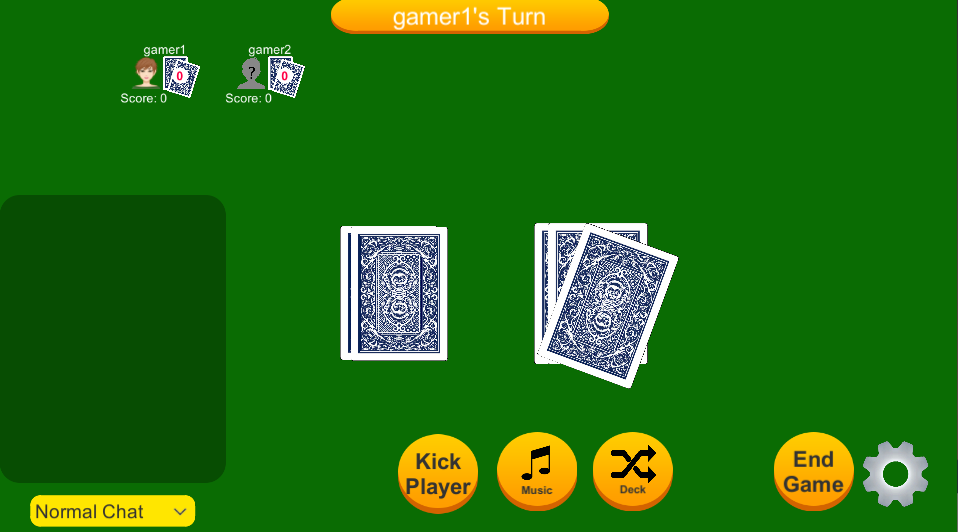 gamer1's Turn
gamer1
gamer2
0
0
?
Score: 0
Score: 0
Kick
Player
Music
Deck
End
Game
Normal Chat